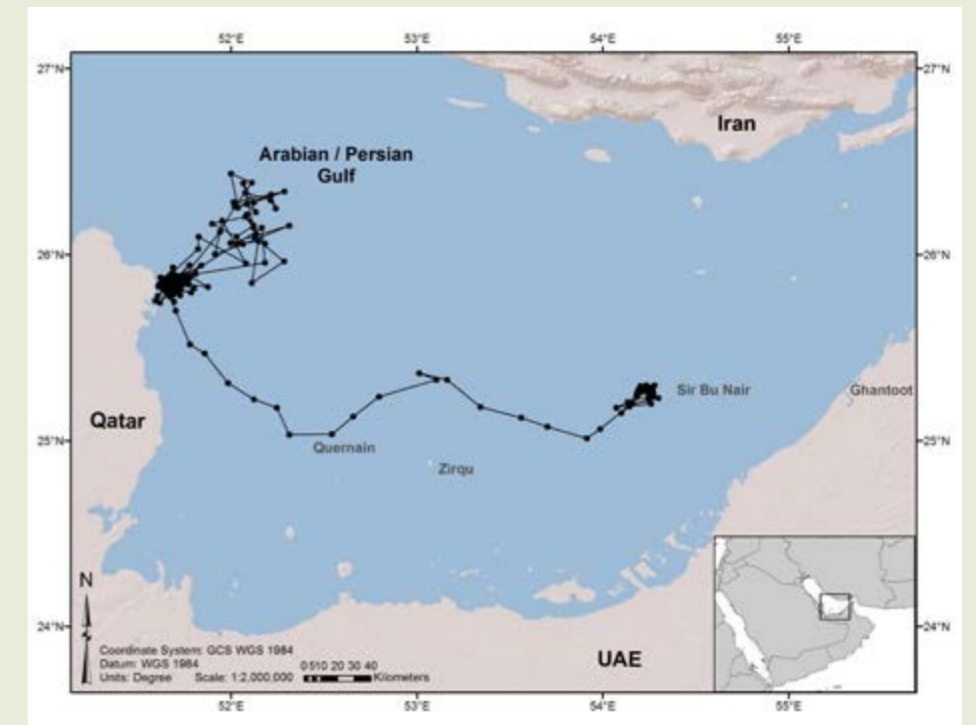 52°E 53°E 54°E 55°E
27°N 27°N
Iran
Arabian / Persian
Gulf
26°N 26°N
Sir Bu Nair
Ghantoot
Qatar
25°N 25°N
Quernain
Zirqu
N
24°N 24°N
Coordinate System: GCS WGS 1984
Datum: WGS 1984
Units: Degree Scale: 1:2.000.000
0 5 10 20 30 40
Kilometers
UAE
52°E 53°E 54°E 55°E